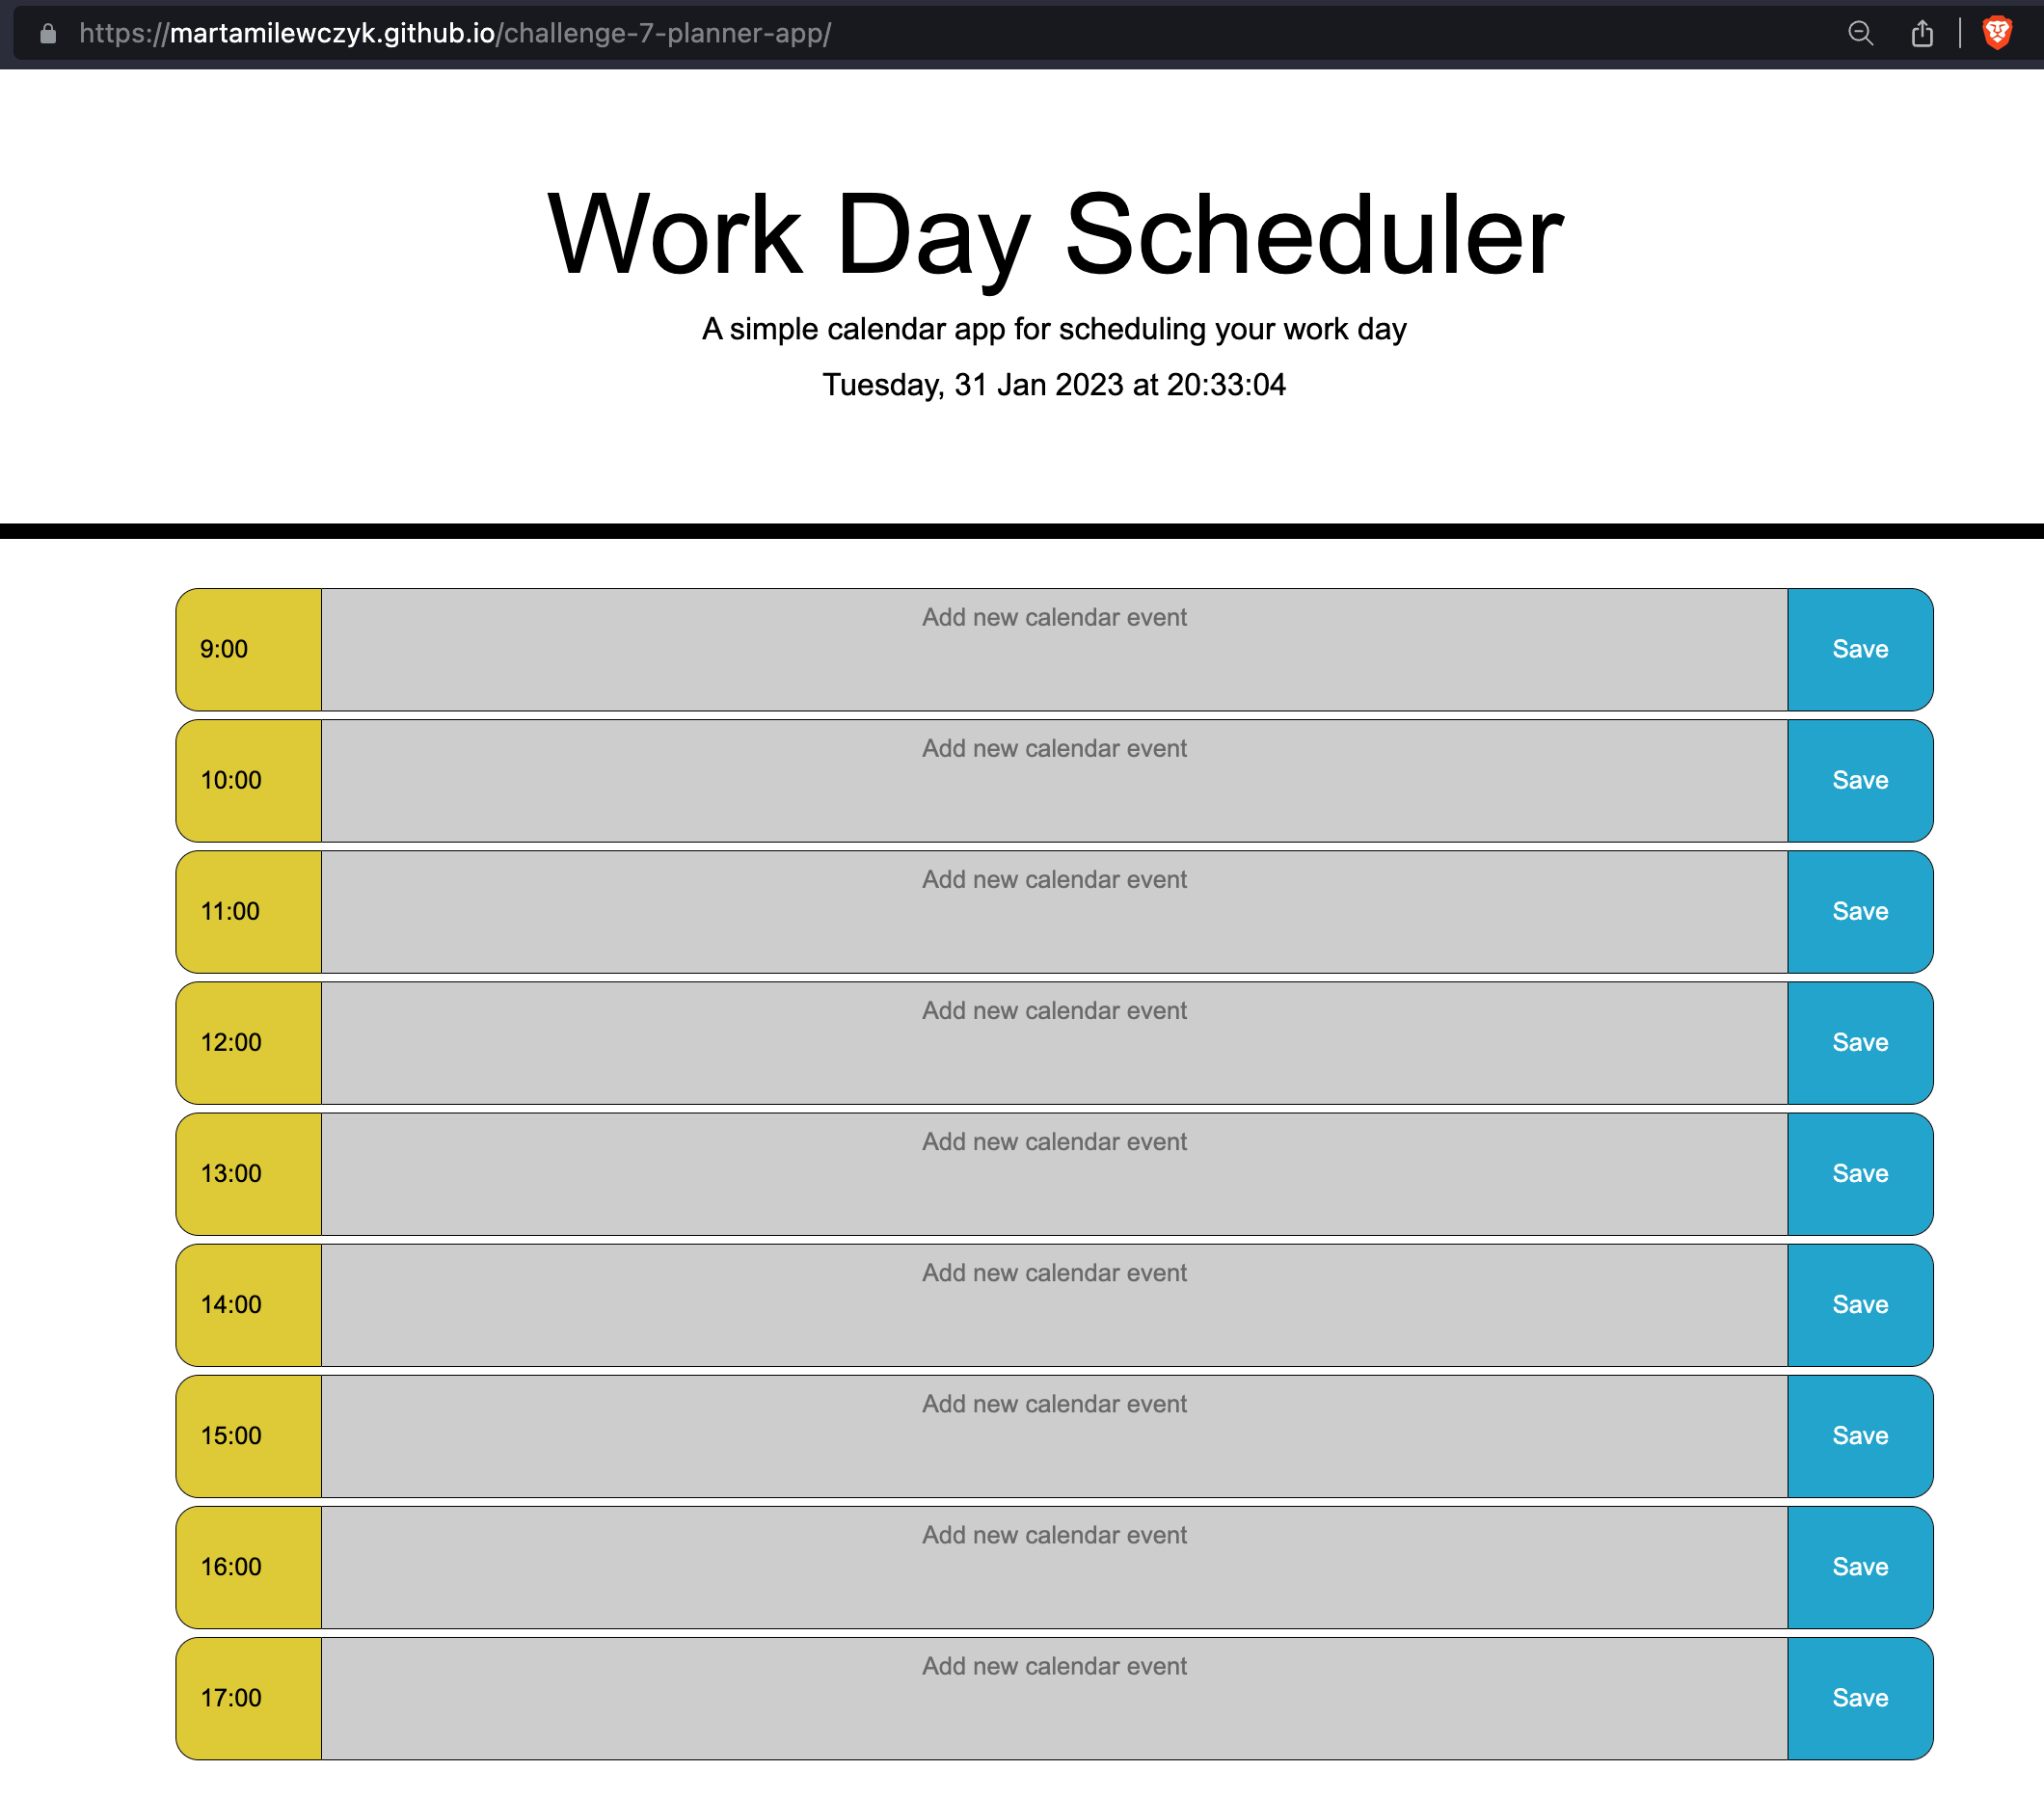 https://martamilewczyk.github.io/challenge-7-planner-app/
Work Day Scheduler
A simple calendar app for scheduling your work day
Tuesday, 31 Jan 2023 at 20:33:04
9:00 Add new calendar event Save
10:00 Add new calendar event Save
11:00 Add new calendar event Save
12:00 Add new calendar event Save
13:00 Add new calendar event Save
14:00 Add new calendar event Save
15:00 Add new calendar event Save
16:00 Add new calendar event Save
17:00 Add new calendar event Save